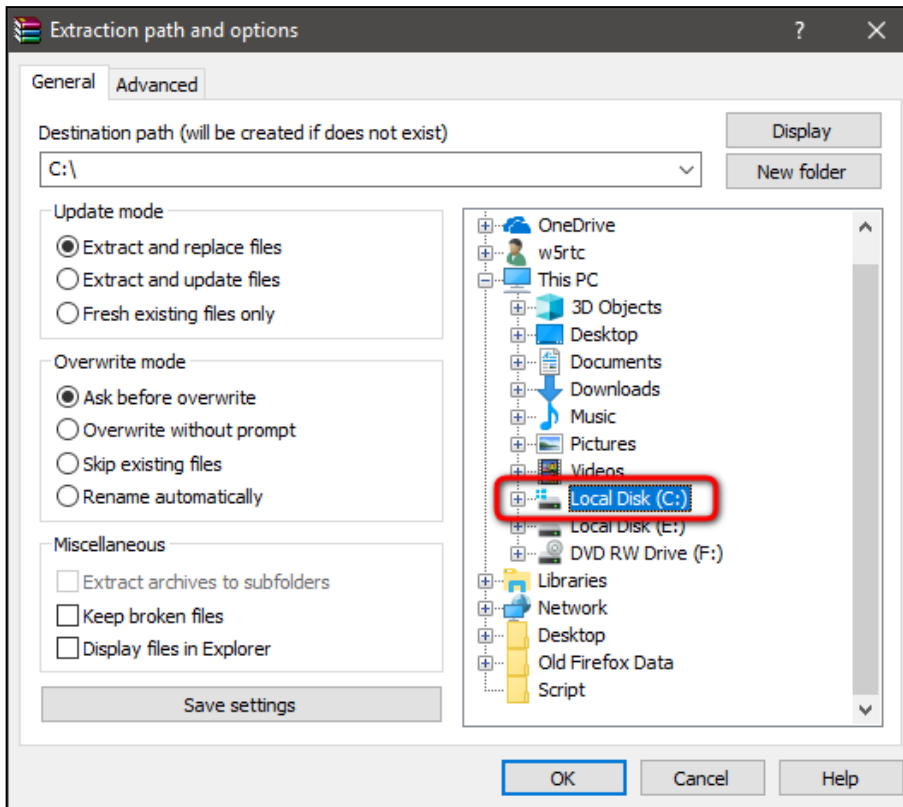 Extraction path and options
General
Advanced
Destination path (will be created if does not exist)
Display
C:\
New folder
Update mode
Extract and replace files
Extract and update files
Fresh existing files only
Overwrite mode
Ask before overwrite
Overwrite without prompt
Skip existing files
Rename automatically
Miscellaneous
Extract archives to subfolders
Keep broken files
Display files in Explorer
Save settings
OneDrive
w5rtc
This PC
3D Objects
Desktop
Documents
Downloads
Music
Pictures
Videos
Local Disk (C:)
Local Disk (E:)
DVD RW Drive (F:)
Libraries
Network
Desktop
Old Firefox Data
Script
OK
Cancel
Help